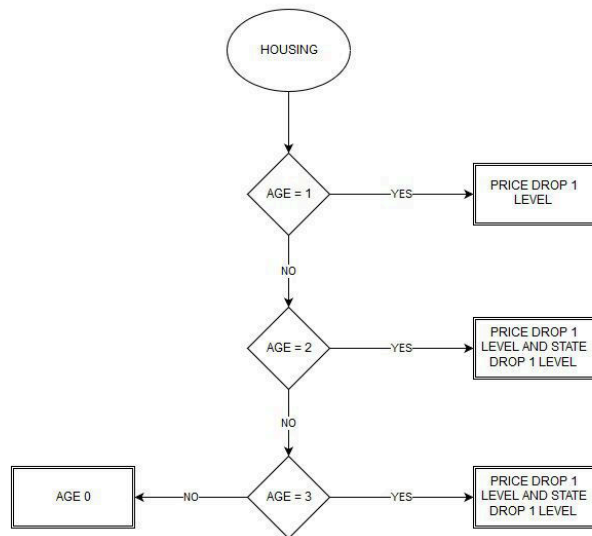 HOUSING
AGE = 1
YES
PRICE DROP 1
LEVEL
NO
AGE = 2
YES
PRICE DROP 1
LEVEL AND STATE
DROP 1 LEVEL
NO
AGE 0
NO
AGE = 3
YES
PRICE DROP 1
LEVEL AND STATE
DROP 1 LEVEL